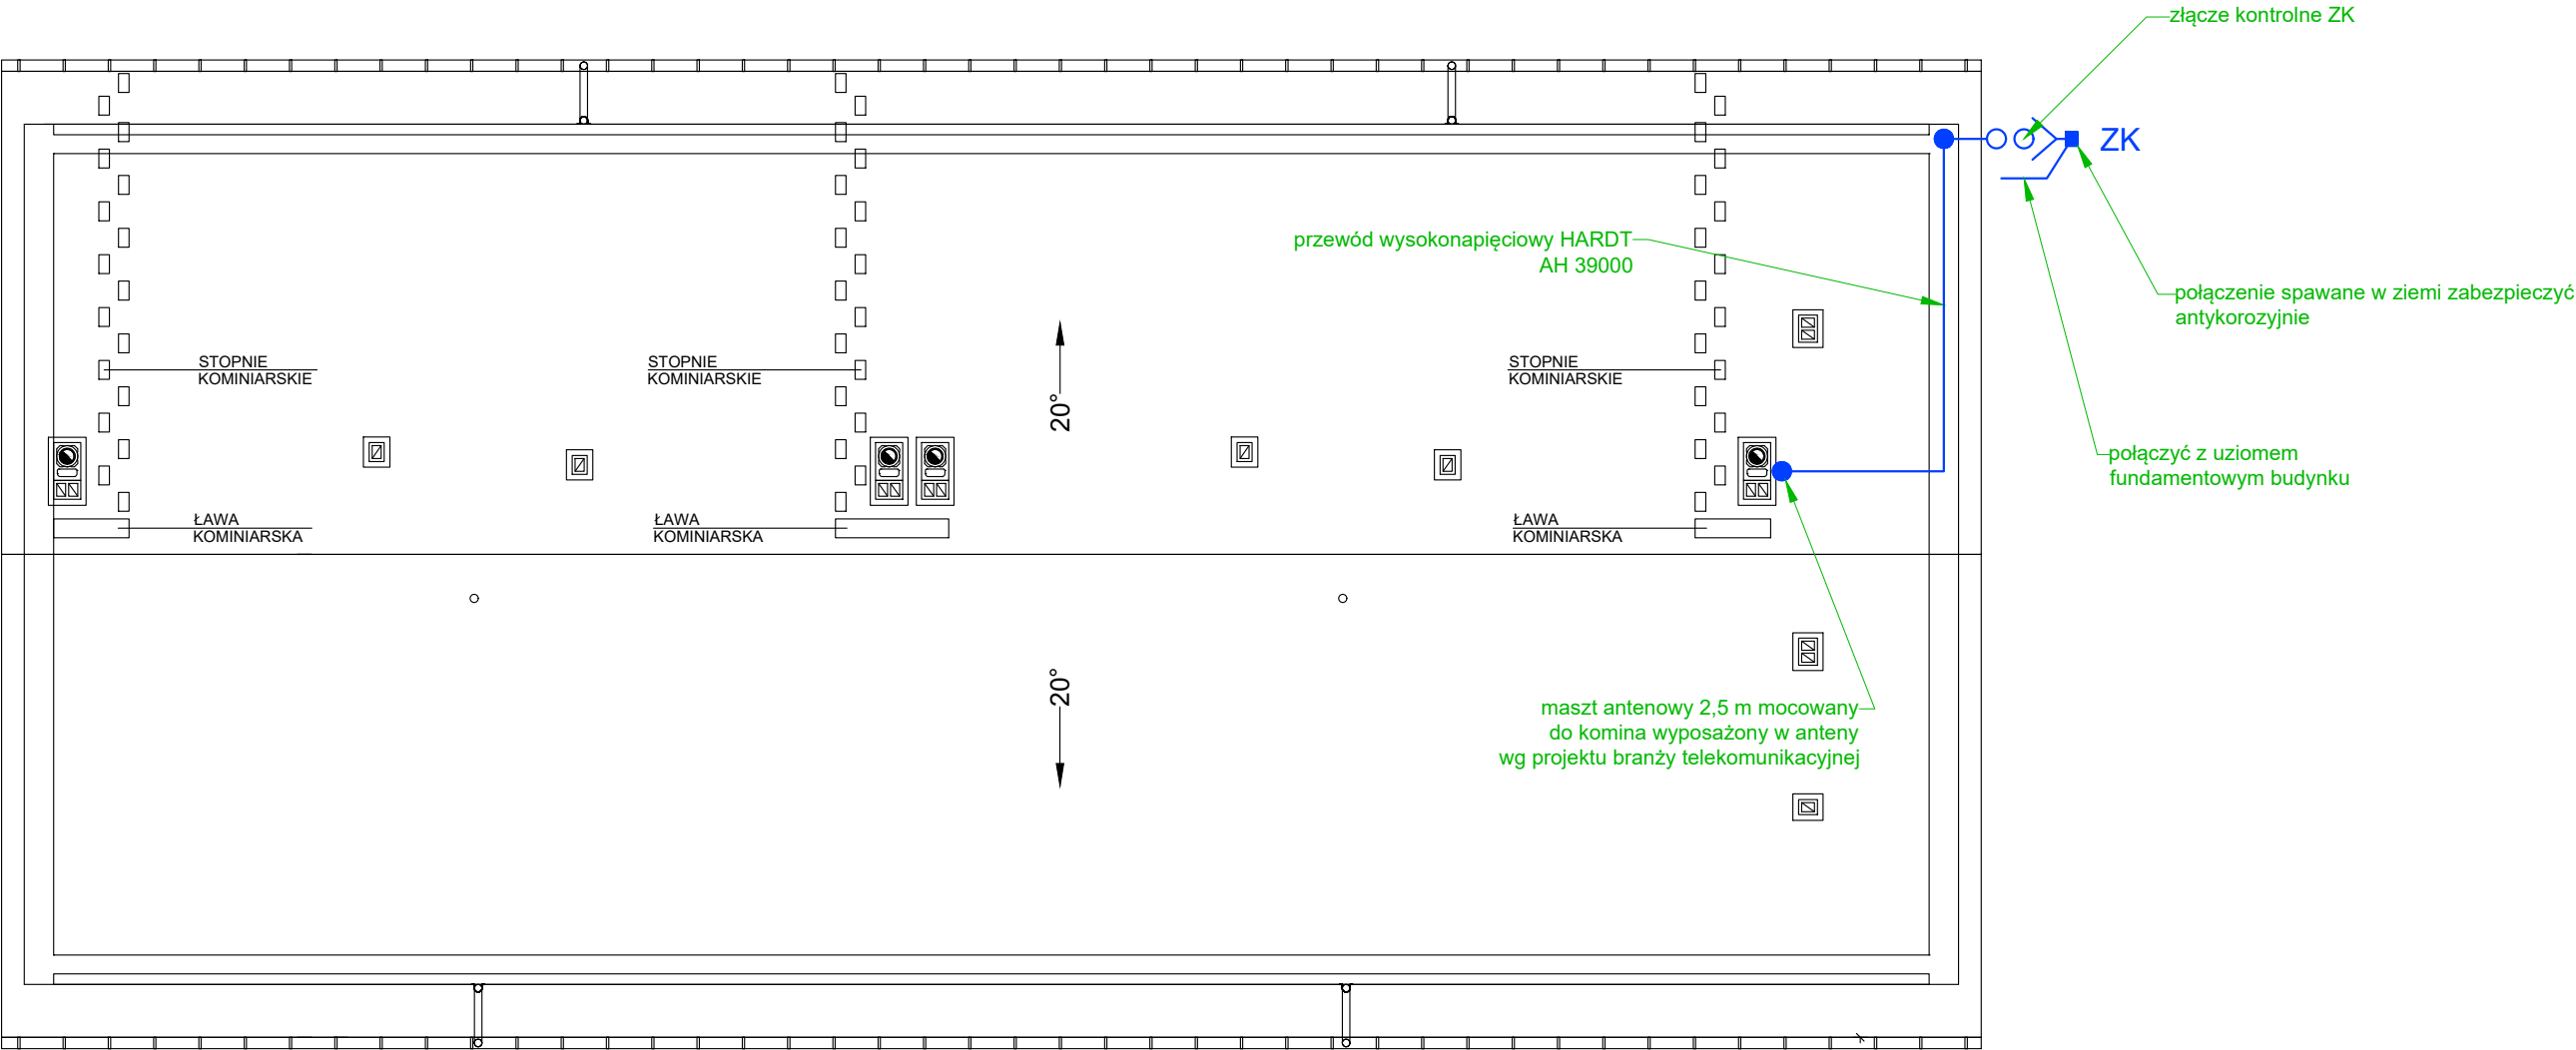 złącze kontrolne ZK
ZK
przewód wysokonapięciowy HARDT
AH 39000
połączenie spawane w ziemi zabezpieczyć
antykorozyjnie
STOPNIE
KOMINIARSKIE
STOPNIE
KOMINIARSKIE
STOPNIE
KOMINIARSKIE
20°
połączyć z uziomem
fundamentowym budynku
ŁAWA
KOMINIARSKA
ŁAWA
KOMINIARSKA
ŁAWA
KOMINIARSKA
20°
maszt antenowy 2,5 m mocowany
do komina wyposażony w anteny
wg projektu branży telekomunikacyjnej